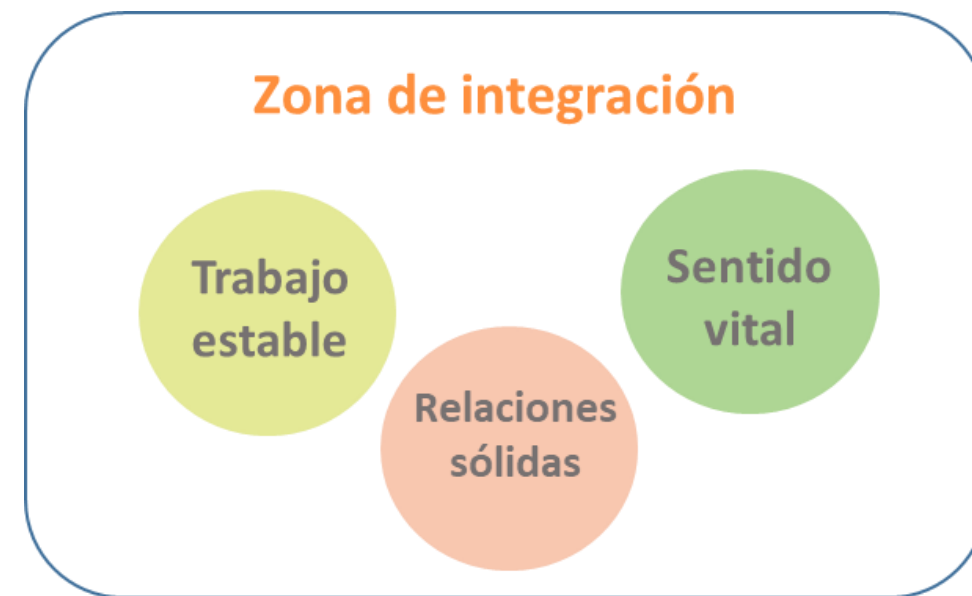 Zona de integración
Trabajo
estable
Relaciones
sólidas
Sentido
vital